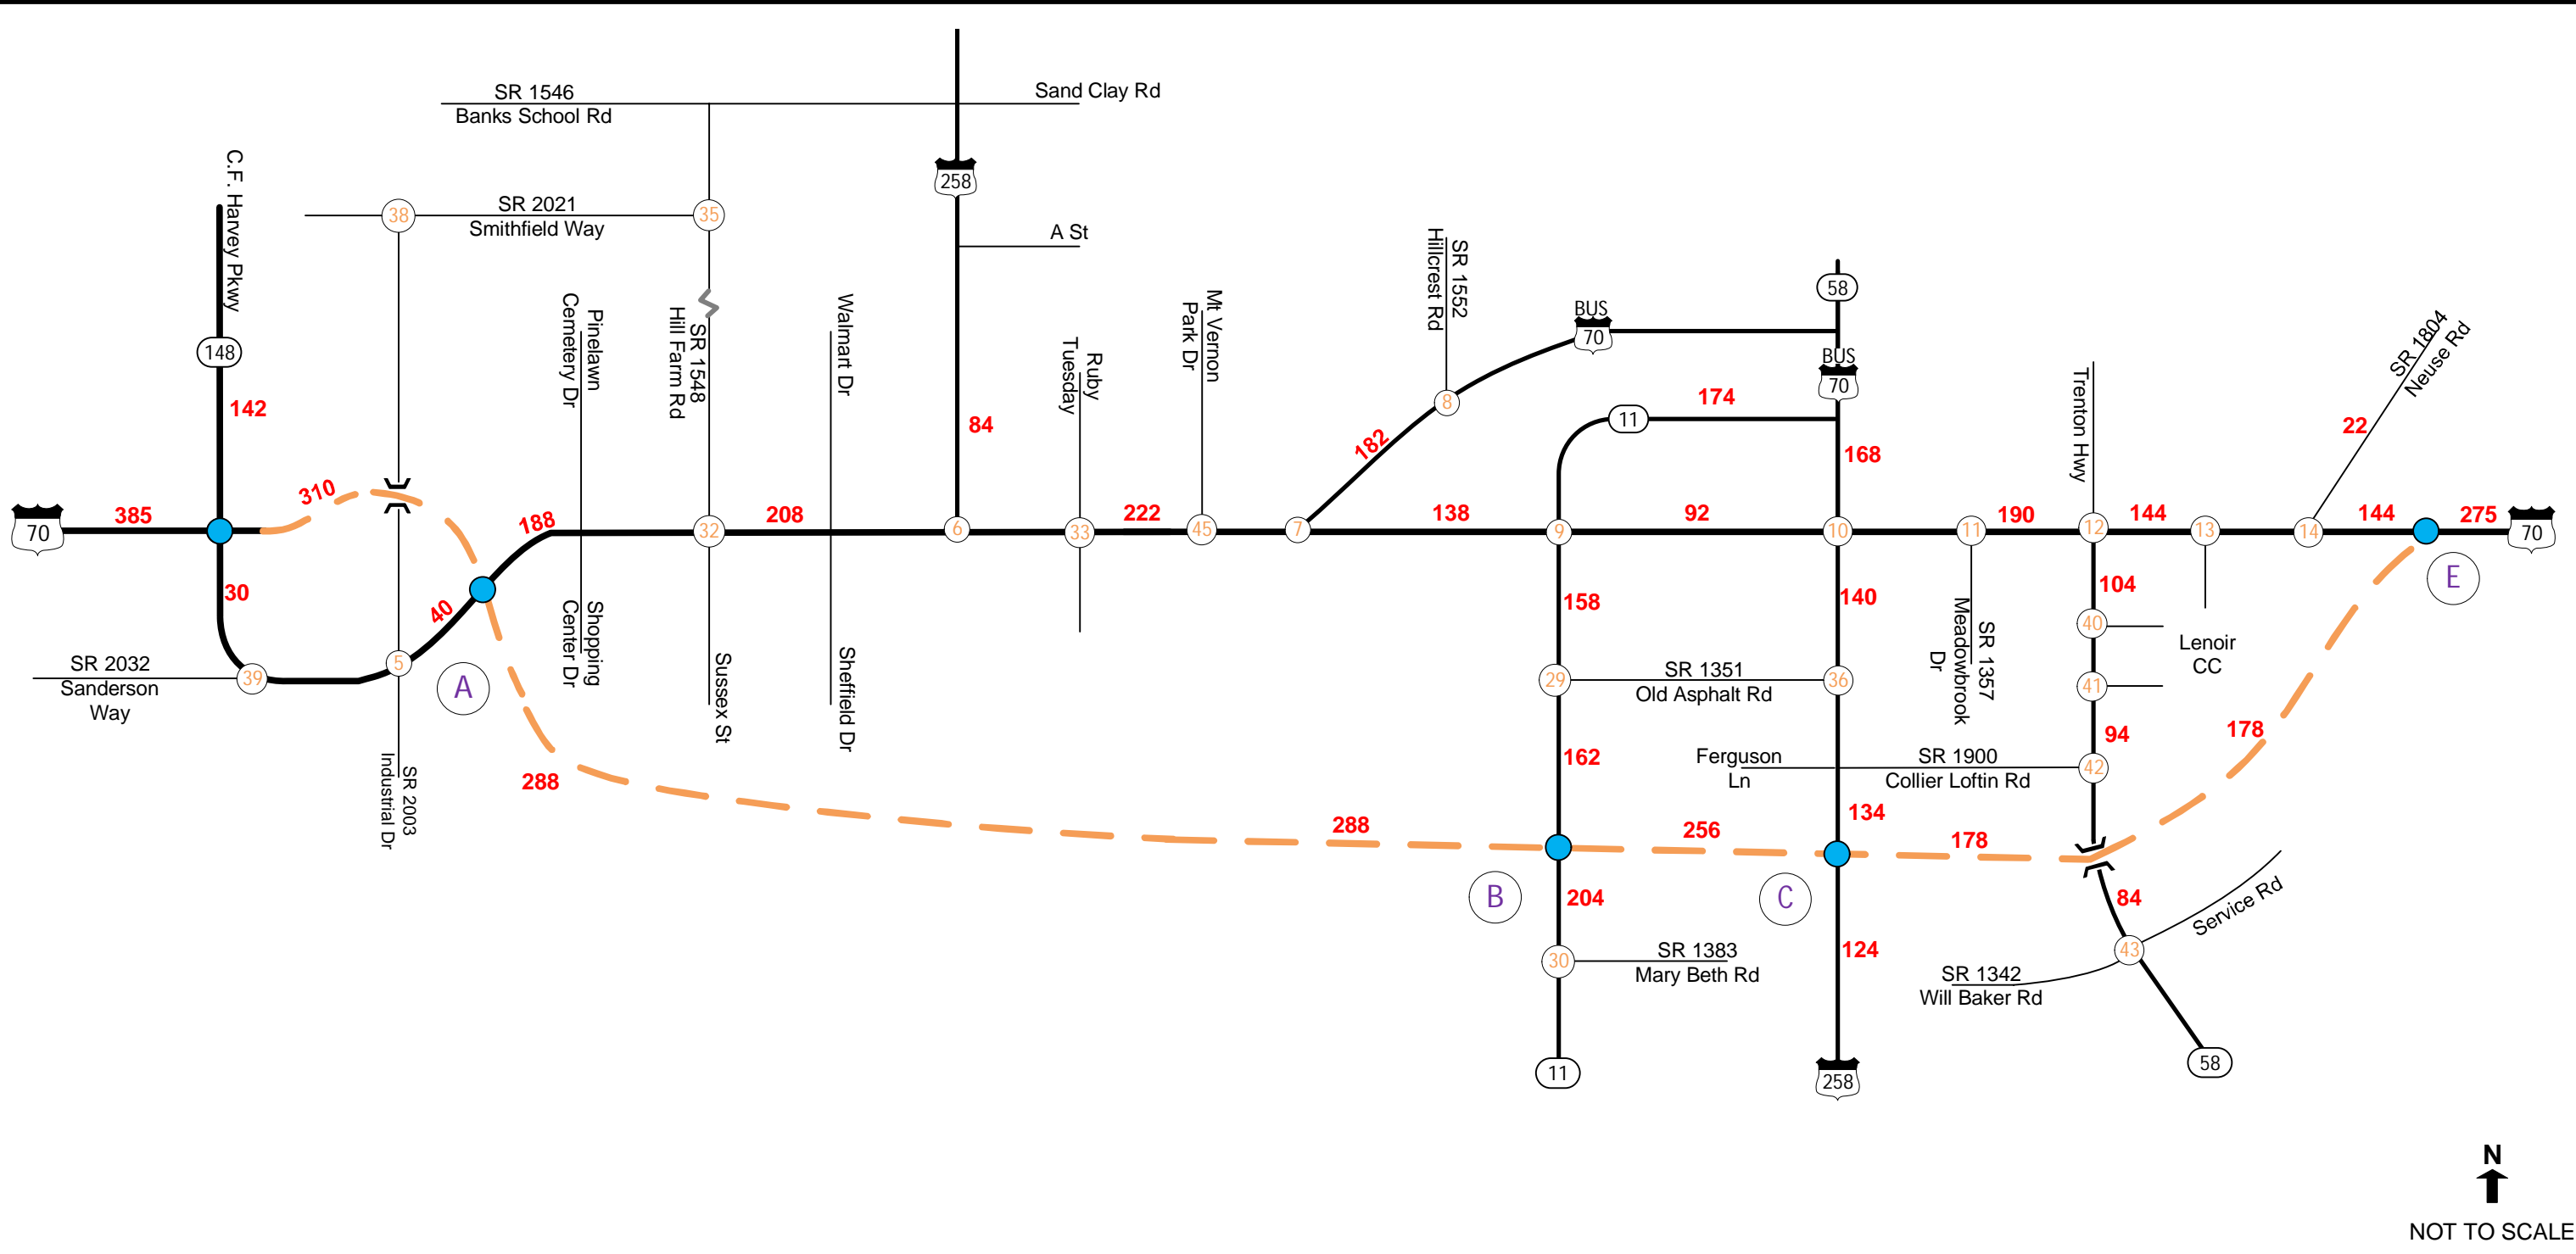 SR 1546
Banks School Rd
Sand Clay Rd
C.F. Harvey Pkwy
258
38
SR 2021
Smithfield Way
35
A St
SR 1552
Hillcrest Rd
58
Pinelawn
Cemetery Dr
SR 1548
Hill Farm Rd
Walmart Dr
Ruby
Tuesday
Mt Vernon
Park Dr
BUS
70
BUS
70
SR 1804
Neuse Rd
148
142
84
8
182
11
174
168
Trenton Hwy
22
70
385
310
188
32
208
6
33
222
45
7
138
9
92
10
11
190
12
144
13
14
144
275
70
30
40
158
140
104
E
SR 2032
Sanderson
Way
39
5
A
Shopping
Center Dr
Sussex St
Sheffield Dr
29
SR 1351
Old Asphalt Rd
36
SR 1357
Meadowbrook
Dr
40
41
Lenoir
CC
SR 2003
Industrial Dr
288
162
Ferguson
Ln
SR 1900
Collier Loftin Rd
94
42
178
288
256
134
178
B
204
C
84
Service Rd
30
SR 1383
Mary Beth Rd
124
43
SR 1342
Will Baker Rd
11
258
58
N
NOT TO SCALE